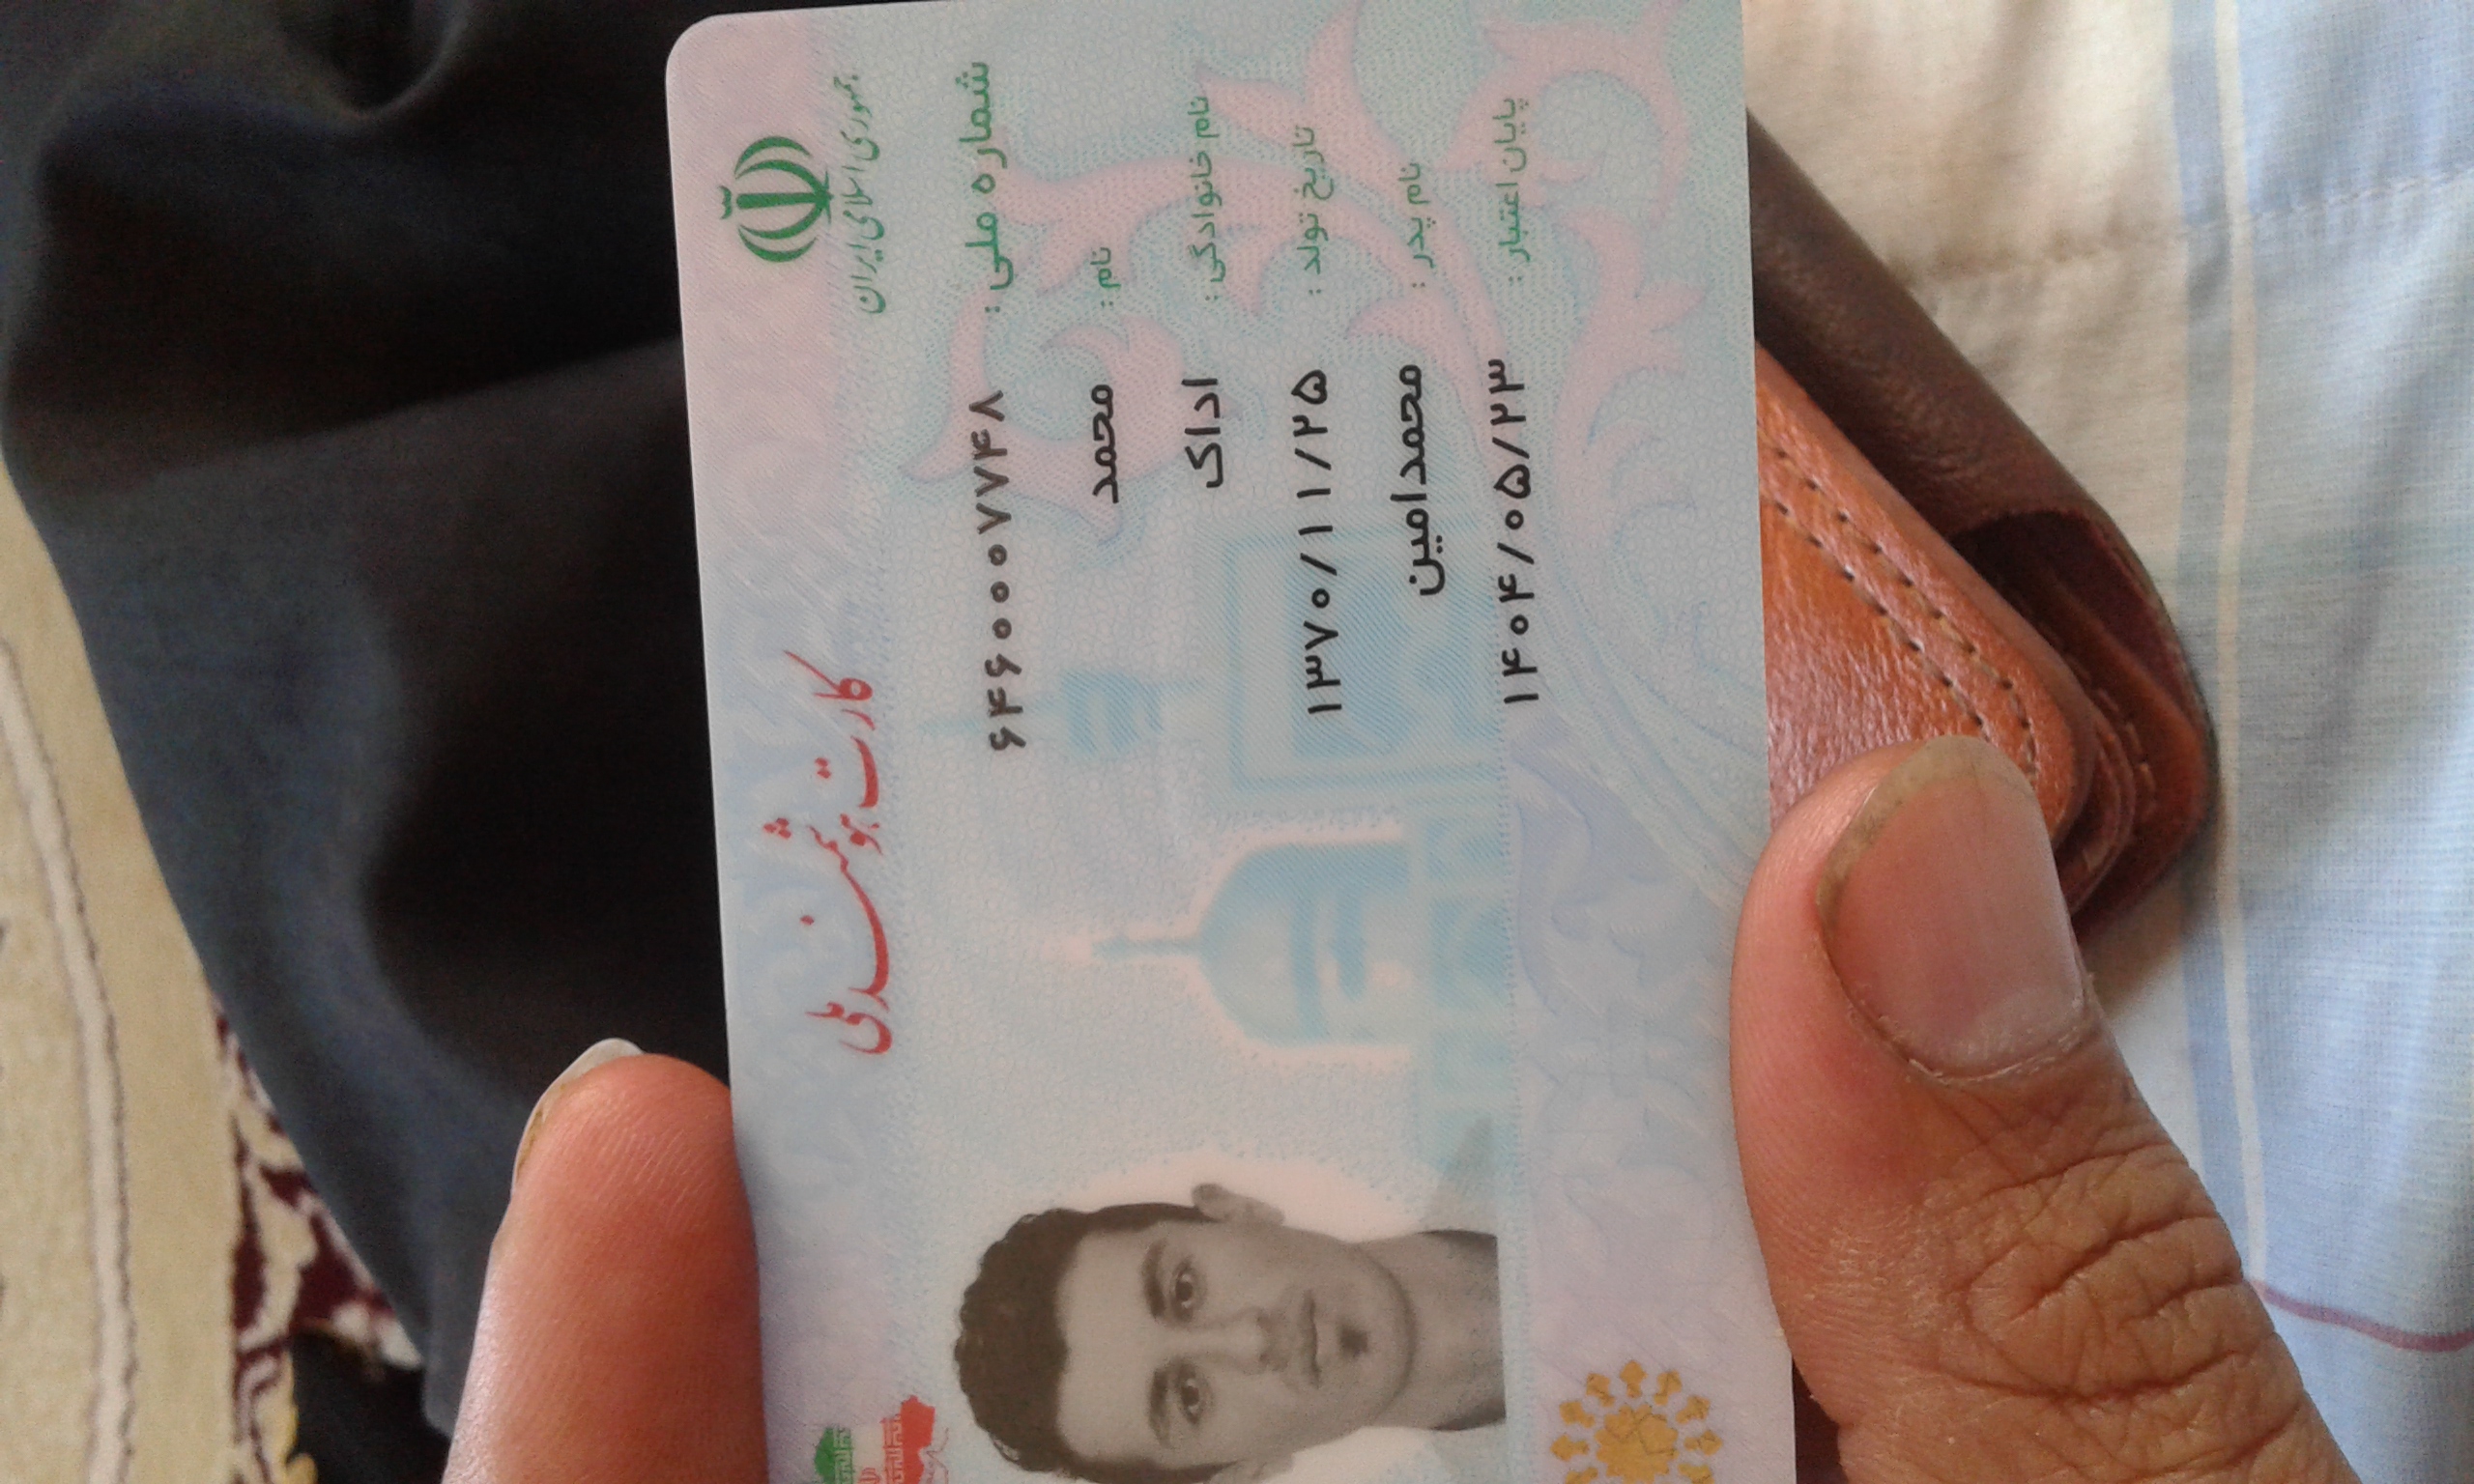 جمهوری اسلامی ایران
کارت هوشمند ملی
شماره ملی : ۶۴۶۰۰۰۷۷۴۸
نام : محمد
نام خانوادگی : اداک
تاریخ تولد : ۱۳۷۰/۱۱/۲۵
نام پدر : محمدامین
پایان اعتبار : ۱۴۰۴/۰۵/۲۳